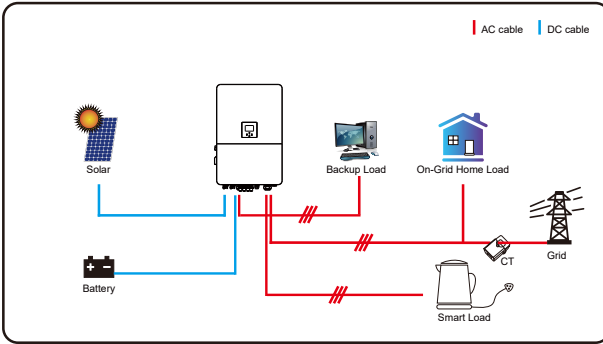 AC cable
DC cable
Solar
Backup Load
On-Grid Home Load
CT
Grid
Battery
Smart Load